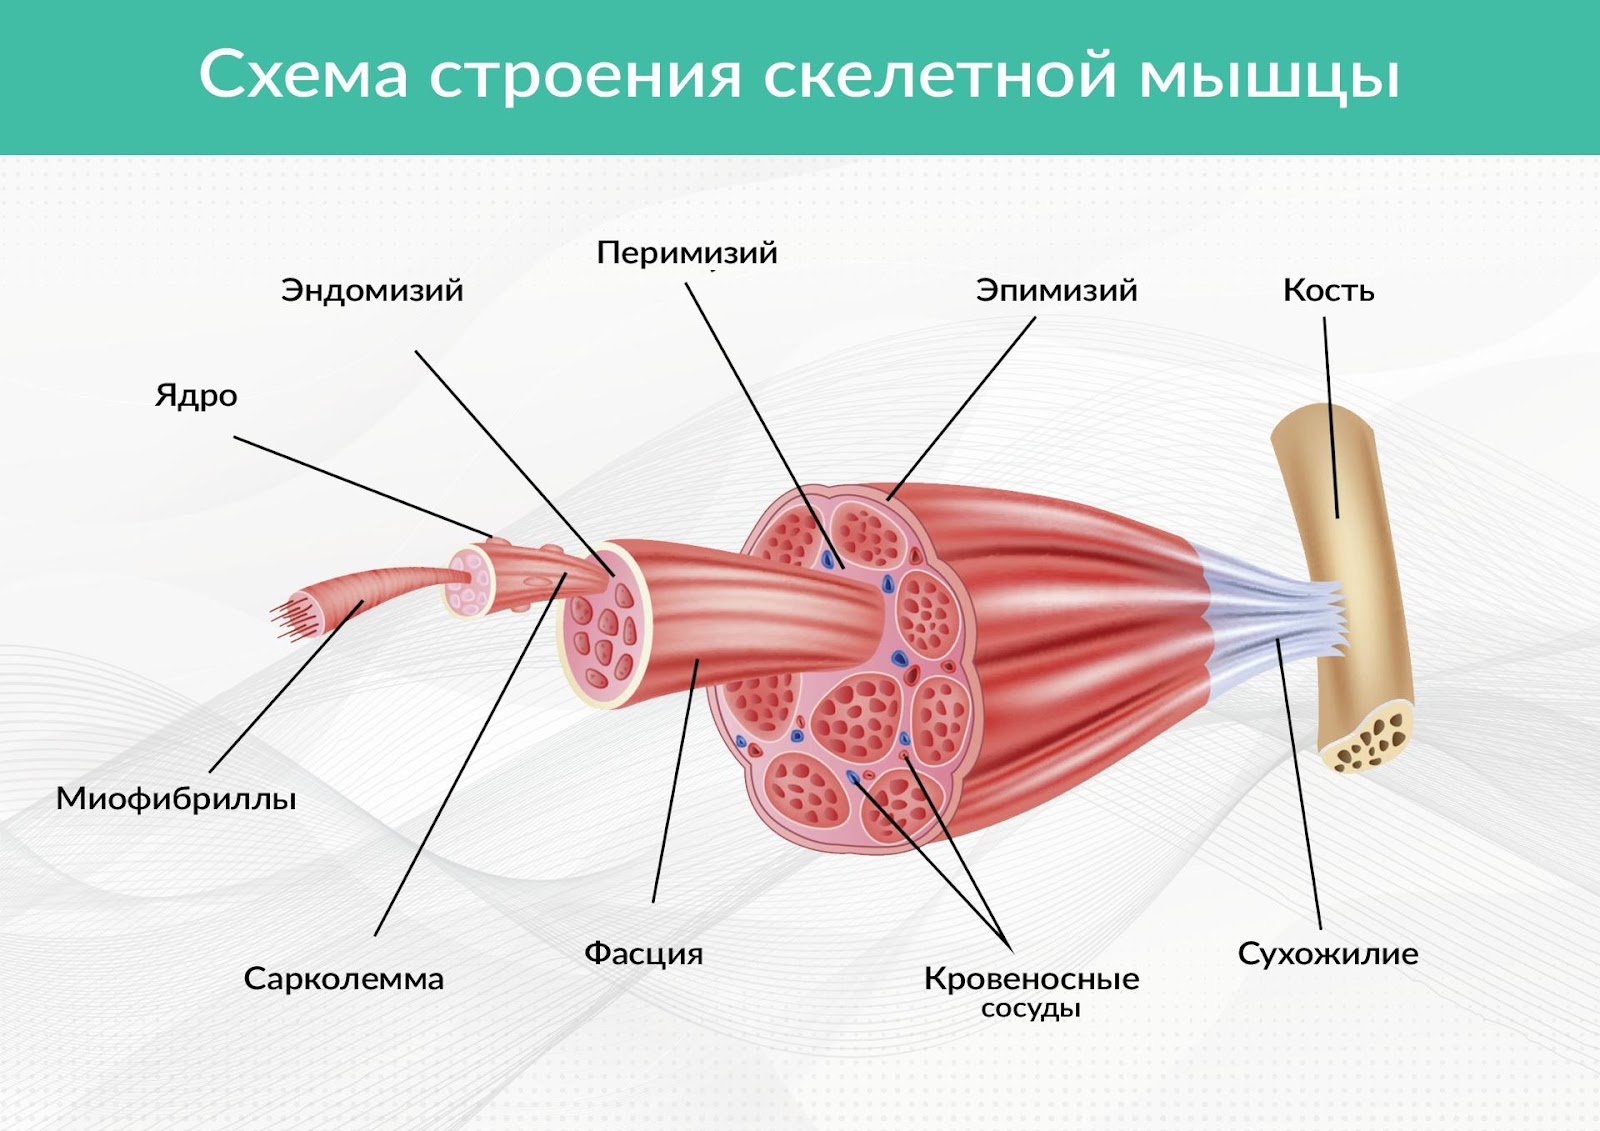 Схема строения скелетной мышцы
Перимизий
Эндомизий
Эпимизий
Кость
Ядро
Миофибриллы
Сарколемма
Фасция
Кровеносные
сосуды
Сухожилие